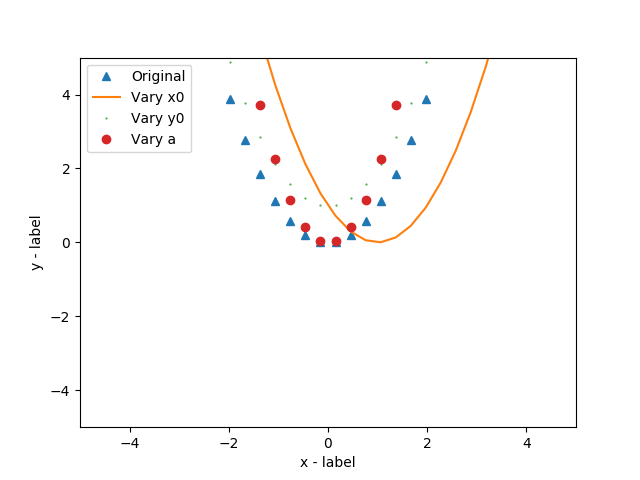 Original
Vary x0
Vary y0
Vary a
4
2
0
−2
−4
y - label
−4 −2 0 2 4
x - label